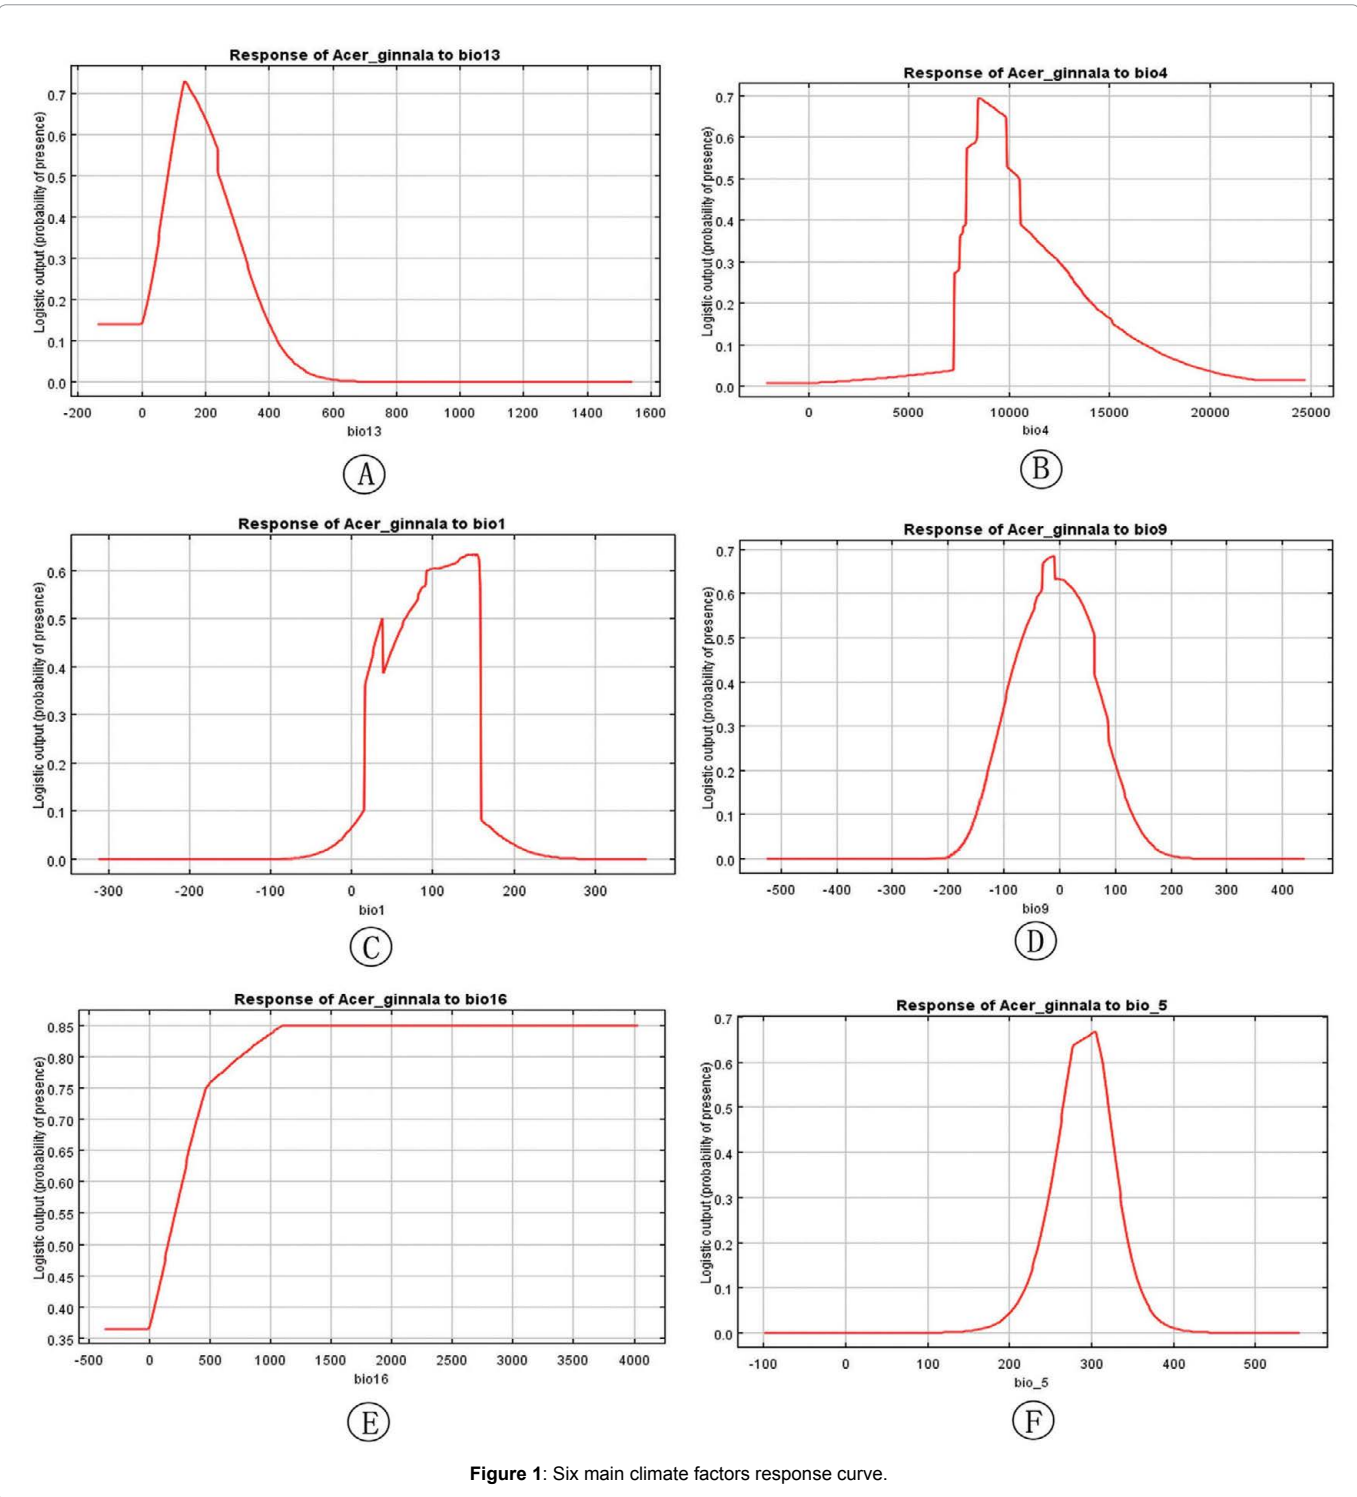 Response of Acer_ginnala to bio13
Logistic output (probability of presence)
0.7
0.6
0.5
0.4
0.3
0.2
0.1
0.0
-200 0 200 400 600 800 1000 1200 1400 1600
bio13
A
Response of Acer_ginnala to bio4
Logistic output (probability of presence)
0.7
0.6
0.5
0.4
0.3
0.2
0.1
0.0
0 5000 10000 15000 20000 25000
bio4
B
Response of Acer_ginnala to bio1
Logistic output (probability of presence)
0.6
0.5
0.4
0.3
0.2
0.1
0.0
-300 -200 -100 0 100 200 300
bio1
C
Response of Acer_ginnala to bio9
Logistic output (probability of presence)
0.7
0.6
0.5
0.4
0.3
0.2
0.1
0.0
-500 -400 -300 -200 -100 0 100 200 300 400
bio9
D
Response of Acer_ginnala to bio16
Logistic output (probability of presence)
0.85
0.80
0.75
0.70
0.65
0.60
0.55
0.50
0.45
0.40
0.35
-500 0 500 1000 1500 2000 2500 3000 3500 4000
bio16
E
Response of Acer_ginnala to bio_5
Logistic output (probability of presence)
0.7
0.6
0.5
0.4
0.3
0.2
0.1
0.0
-100 0 100 200 300 400 500
bio_5
F
Figure 1: Six main climate factors response curve.